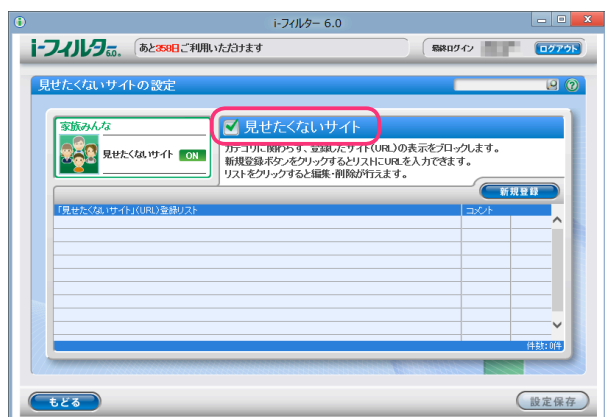 i-フィルター 6.0
i-フィルター6.0。
あと358日ご利用いただけます
最終ログイン
ログアウト
見せたくないサイトの設定
?
家族みんな
見せたくないサイト ON
見せたくないサイト
カテゴリに関わらず、登録したサイト(URL)の表示をブロックします。
新規登録ボタンをクリックするとリストにURLを入力できます。
リストをクリックすると編集・削除が行えます。
新規登録
「見せたくないサイト」(URL)登録リスト
コメント
件数: 0件
もどる
設定保存